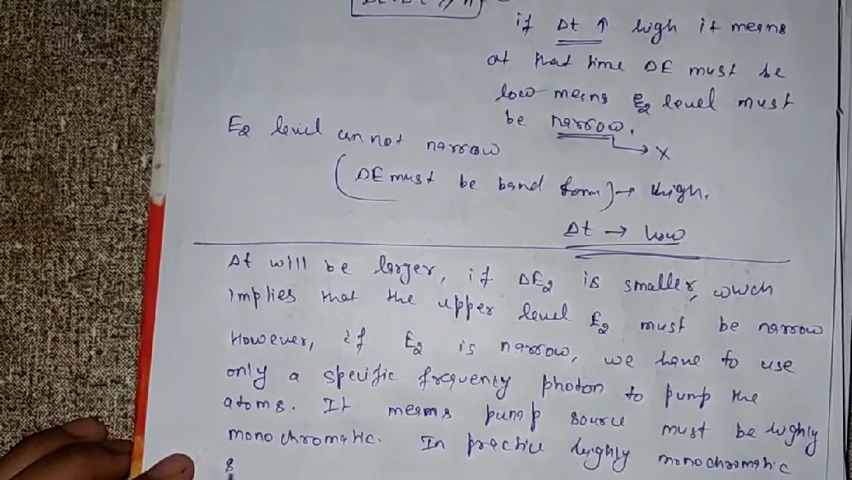 if Δt ↑ high it means
at that time ΔE must be
low means E2 level must
be narrow.
→ x
E2 level can not narrow
(ΔE must be band form) → high.
Δt → low
Δt will be larger, if ΔE2 is smaller, which
implies that the upper level E2 must be narrow
However, if E2 is narrow, we have to use
only a specific frequency photon to pump the
atoms. It means pump source must be highly
monochromatic. In practice highly monochromatic
s